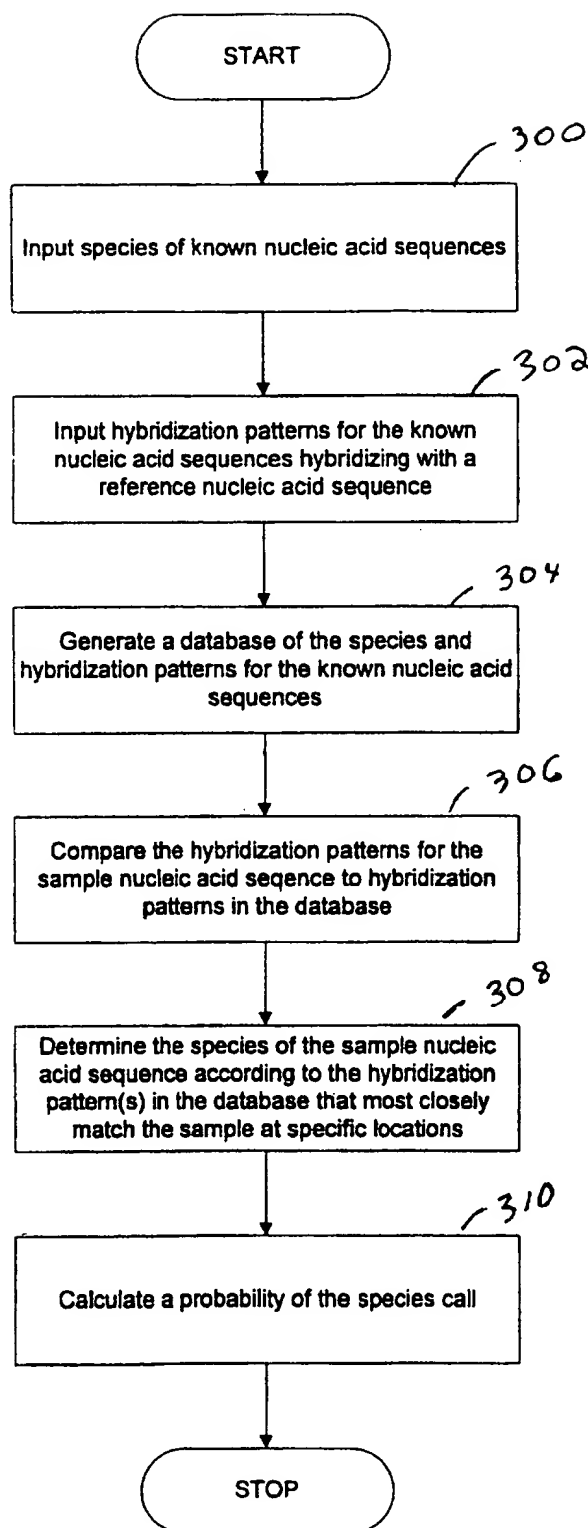 START
300
Input species of known nucleic acid sequences
302
Input hybridization patterns for the known
nucleic acid sequences hybridizing with a
reference nucleic acid sequence
304
Generate a database of the species and
hybridization patterns for the known nucleic acid
sequences
306
Compare the hybridization patterns for the
sample nucleic acid seqence to hybridization
patterns in the database
308
Determine the species of the sample nucleic
acid sequence according to the hybridization
pattern(s) in the database that most closely
match the sample at specific locations
310
Calculate a probability of the species call
STOP